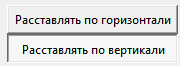 Расставлять по горизонтали
Расставлять по вертикали